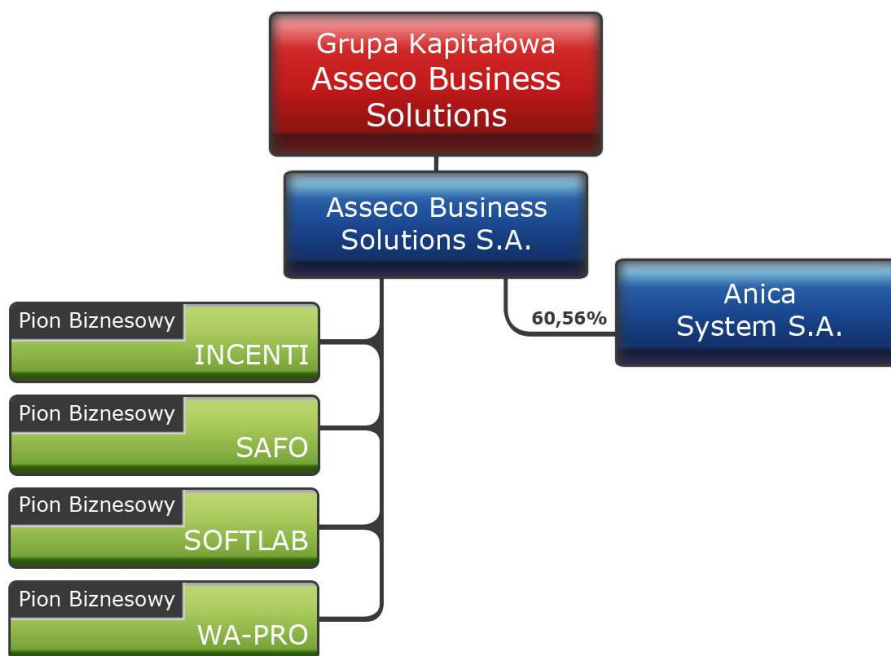 Grupa Kapitałowa
Asseco Business
Solutions
Asseco Business
Solutions S.A.
60,56%
Anica
System S.A.
Pion Biznesowy
INCENTI
Pion Biznesowy
SAFO
Pion Biznesowy
SOFTLAB
Pion Biznesowy
WA-PRO